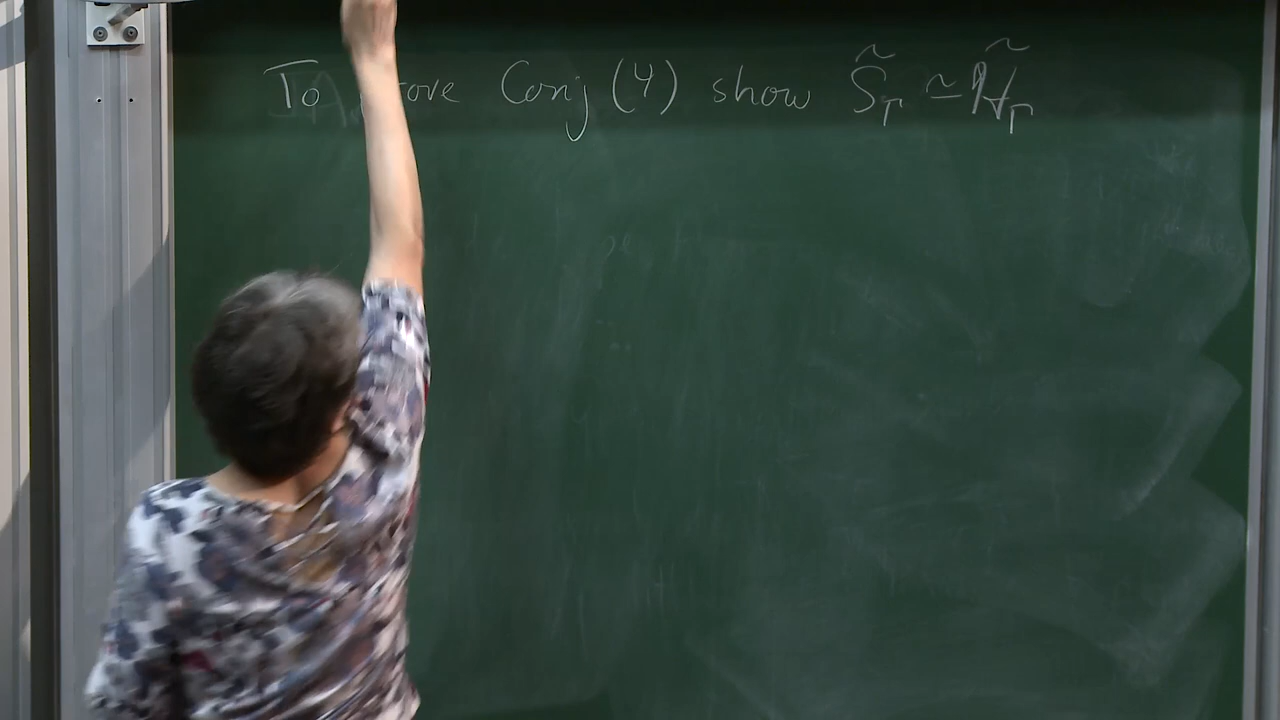 To prove Conj (4) show S̃_Γ ≃ H̃_Γ